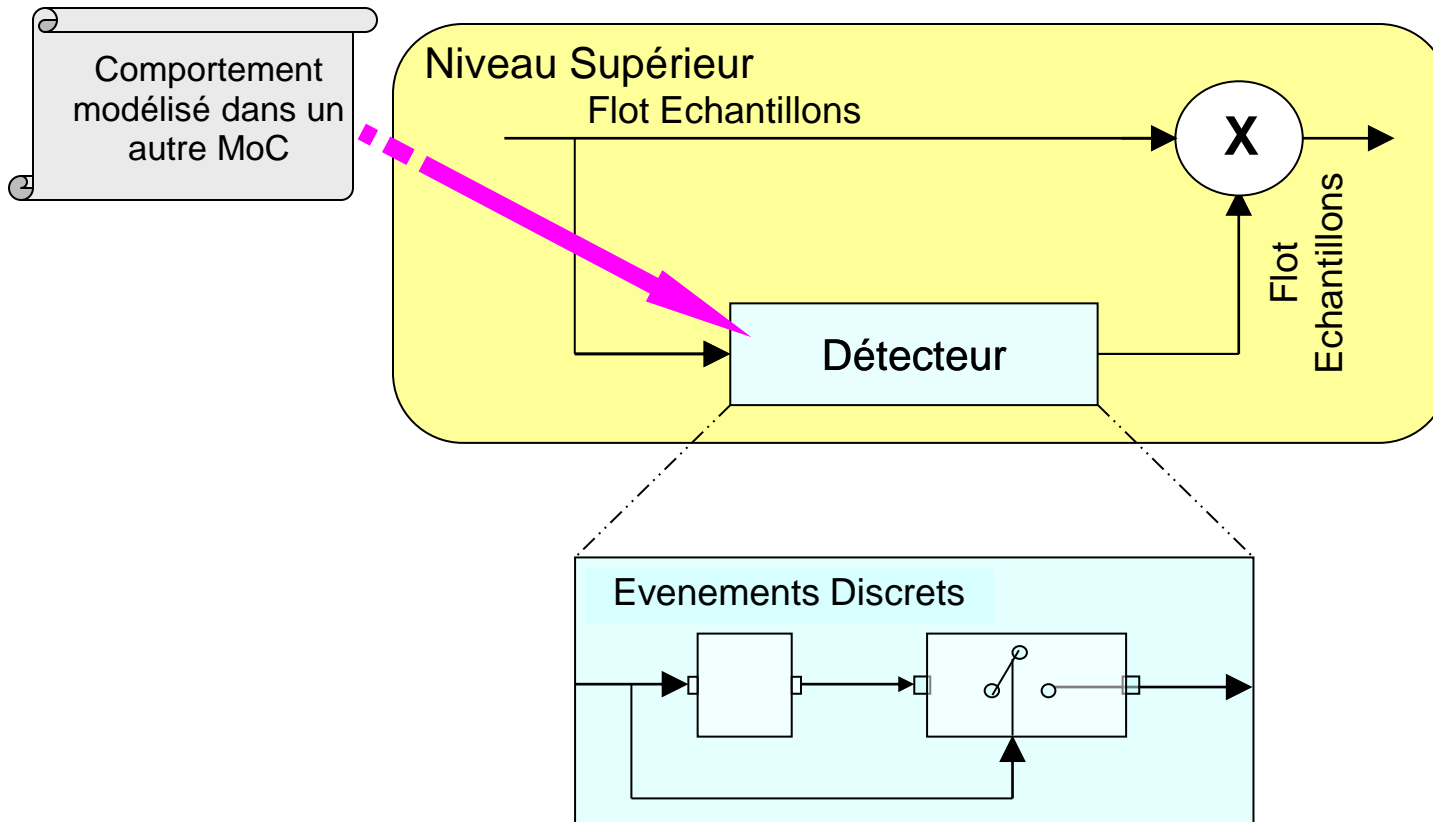 Comportement
modélisé dans un
autre MoC
Niveau Supérieur
Flot Echantillons
X
Flot
Echantillons
Détecteur
Evenements Discrets